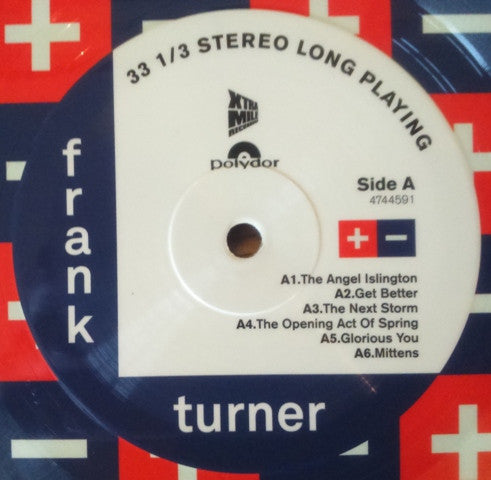 33 1/3 STEREO LONG PLAYING
XTRA
MILE
RECORDINGS
polydor
Side A
4744591
+ −
A1.The Angel Islington
A2.Get Better
A3.The Next Storm
A4.The Opening Act Of Spring
A5.Glorious You
A6.Mittens
frank
turner